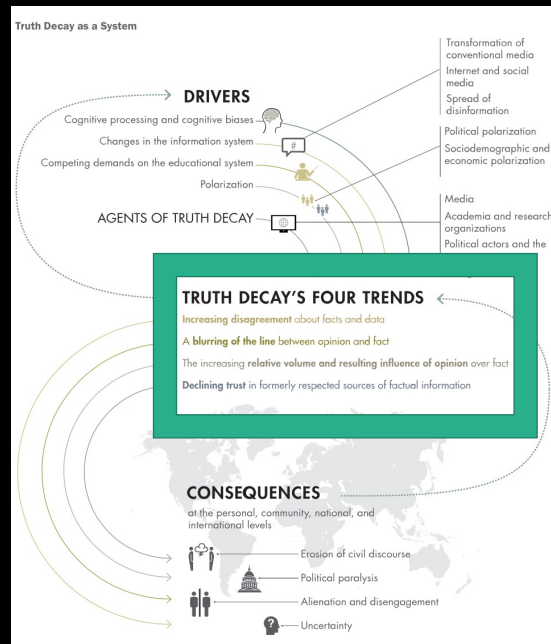 Truth Decay as a System
DRIVERS
Cognitive processing and cognitive biases
Changes in the information system
Competing demands on the educational system
Polarization
AGENTS OF TRUTH DECAY
#
Transformation of
conventional media
Internet and social
media
Spread of
disinformation
Political polarization
Sociodemographic and
economic polarization
Media
Academia and research
organizations
Political actors and the
TRUTH DECAY'S FOUR TRENDS
Increasing disagreement about facts and data
A blurring of the line between opinion and fact
The increasing relative volume and resulting influence of opinion over fact
Declining trust in formerly respected sources of factual information
CONSEQUENCES
at the personal, community, national, and
international levels
Erosion of civil discourse
Political paralysis
Alienation and disengagement
?
Uncertainty